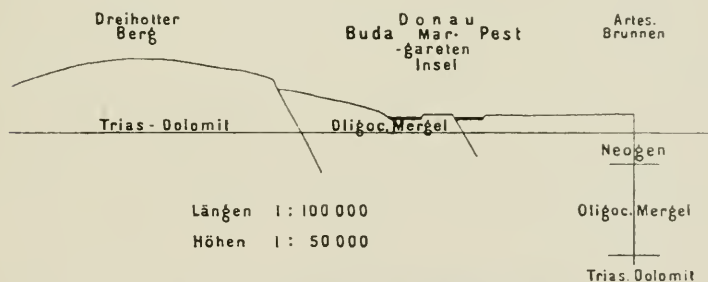 Dreihotter
Berg
Donau
Buda Mar- Pest
-gareten
Insel
Artes.
Brunnen
Trias-Dolomit
Oligoc. Mergel
Neogen
Längen 1 : 100 000
Höhen 1 : 50 000
Oligoc. Mergel
Trias. Dolomit